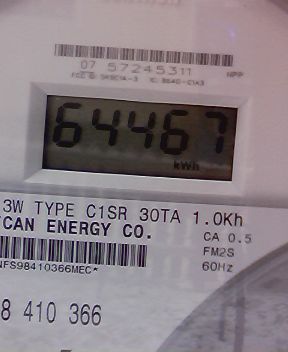 07 57245311
NPP
64467
kWh
3W TYPE C1SR 30TA 1.0Kh
CAN ENERGY CO.
CA 0.5
FM2S
60Hz
NFS98410366MEC*
8 410 366